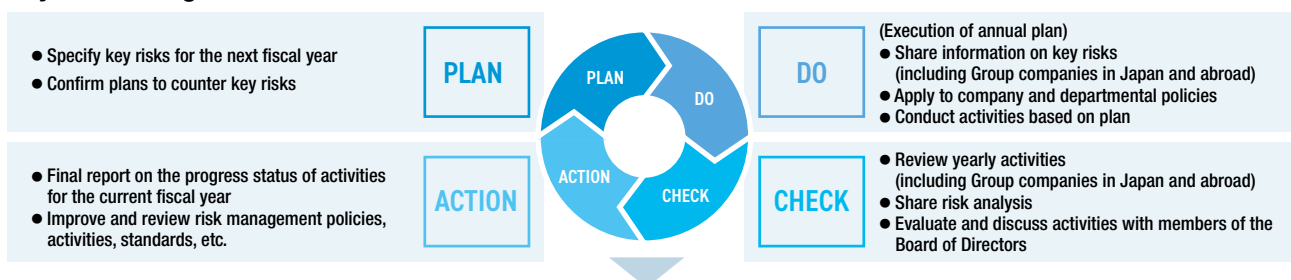 ● Specify key risks for the next fiscal year
● Confirm plans to counter key risks
PLAN
PLAN
DO
ACTION
CHECK
DO
(Execution of annual plan)
● Share information on key risks
(including Group companies in Japan and abroad)
● Apply to company and departmental policies
● Conduct activities based on plan
● Final report on the progress status of activities
for the current fiscal year
● Improve and review risk management policies,
activities, standards, etc.
ACTION
CHECK
● Review yearly activities
(including Group companies in Japan and abroad)
● Share risk analysis
● Evaluate and discuss activities with members of the
Board of Directors